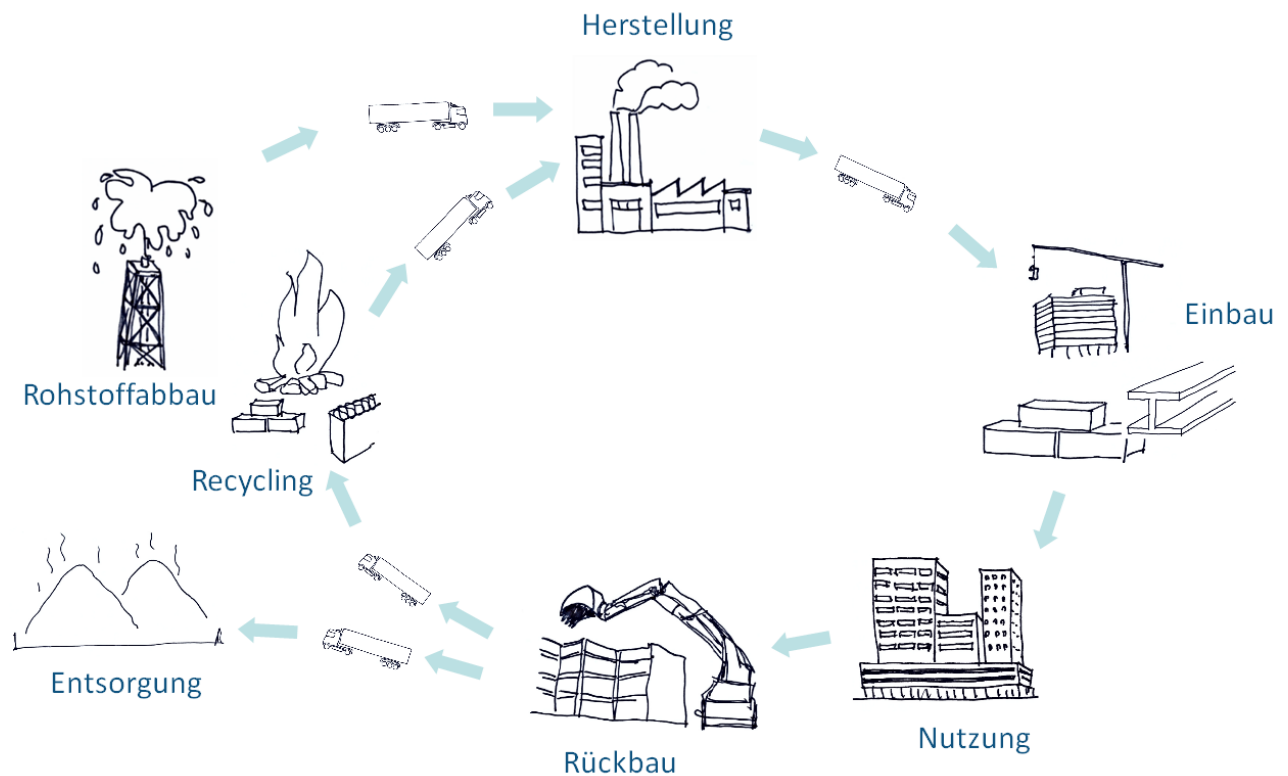 Herstellung
Einbau
Rohstoffabbau
Recycling
Entsorgung
Nutzung
Rückbau